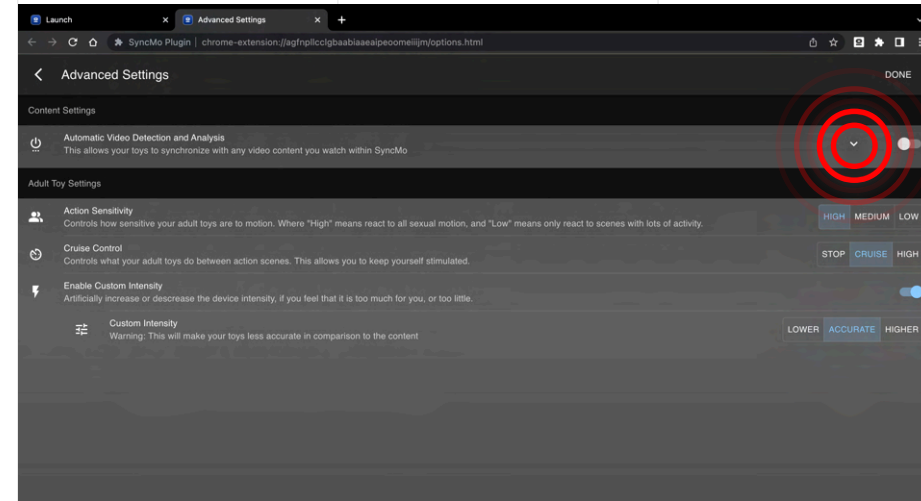 Launch
Advanced Settings
SyncMo Plugin | chrome-extension://agfnplicclgbaabiaaealpeoomeiiijm/options.html
Advanced Settings
DONE
Content Settings
Automatic Video Detection and Analysis
This allows your toys to synchronize with any video content you watch within SyncMo
Adult Toy Settings
Action Sensitivity
Controls how sensitive your adult toys are to motion. Where "High" means react to all sexual motion, and "Low" means only react to scenes with lots of activity.
HIGH MEDIUM LOW
Cruise Control
Controls what your adult toys do between action scenes. This allows you to keep yourself stimulated.
STOP CRUISE HIGH
Enable Custom Intensity
Artificially increase or descrease the device intensity, if you feel that it is too much for you, or too little.
Custom Intensity
Warning: This will make your toys less accurate in comparison to the content
LOWER ACCURATE HIGHER